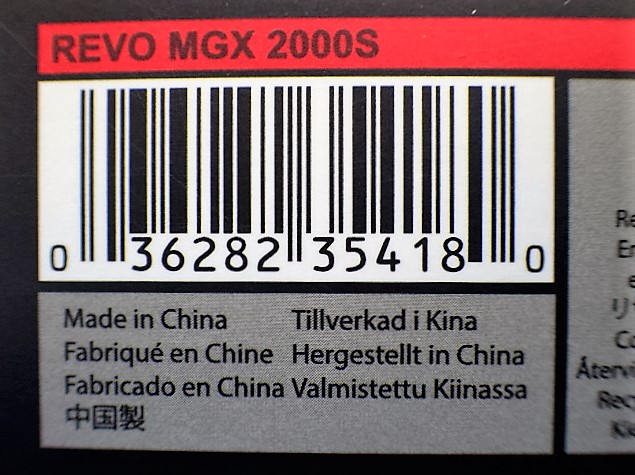 REVO MGX 2000S
0 36282 35418 0
Made in China
Fabriqué en Chine
Fabricado en China
中国製
Tillverkad i Kina
Hergestellt in China
Valmistettu Kiinassa